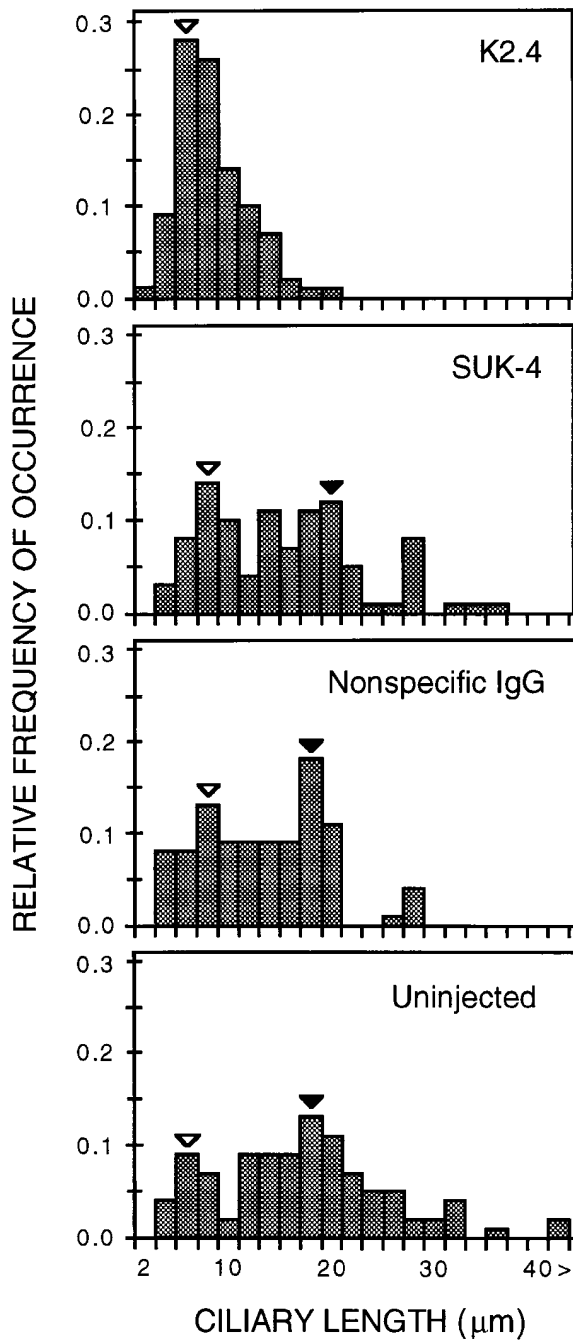 RELATIVE FREQUENCY OF OCCURRENCE
0.3
K2.4
0.2
0.1
0.0
0.3
SUK-4
0.2
0.1
0.0
0.3
Nonspecific IgG
0.2
0.1
0.0
0.3
Uninjected
0.2
0.1
0.0
2 10 20 30 40 >
CILIARY LENGTH (µm)